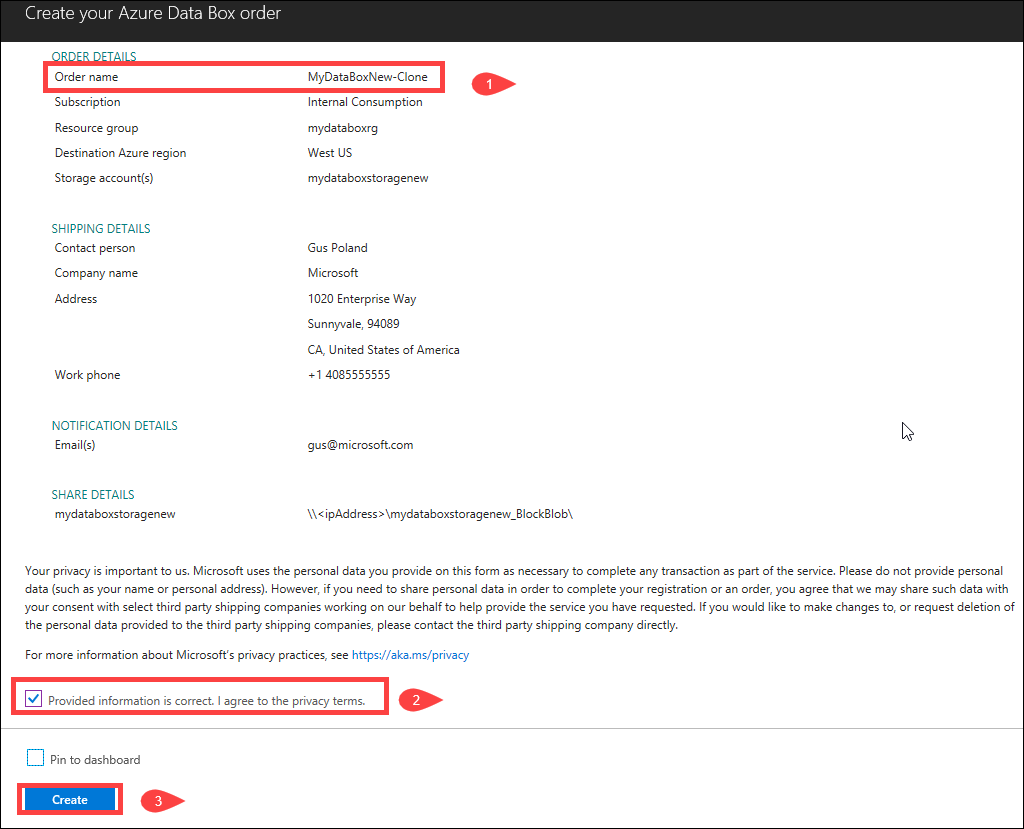 Create your Azure Data Box order
ORDER DETAILS
Order name MyDataBoxNew-Clone
1
Subscription Internal Consumption
Resource group mydataboxrg
Destination Azure region West US
Storage account(s) mydataboxstoragenew
SHIPPING DETAILS
Contact person Gus Poland
Company name Microsoft
Address 1020 Enterprise Way
Sunnyvale, 94089
CA, United States of America
Work phone +1 4085555555
NOTIFICATION DETAILS
Email(s) gus@microsoft.com
SHARE DETAILS
mydataboxstoragenew \\<ipAddress>\mydataboxstoragenew_BlockBlob\
Your privacy is important to us. Microsoft uses the personal data you provide on this form as necessary to complete any transaction as part of the service. Please do not provide personal
data (such as your name or personal address). However, if you need to share personal data in order to complete your registration or an order, you agree that we may share such data with
your consent with select third party shipping companies working on our behalf to help provide the service you have requested. If you would like to make changes to, or request deletion of
the personal data provided to the third party shipping companies, please contact the third party shipping company directly.
For more information about Microsoft's privacy practices, see https://aka.ms/privacy
Provided information is correct. I agree to the privacy terms.
2
Pin to dashboard
Create
3